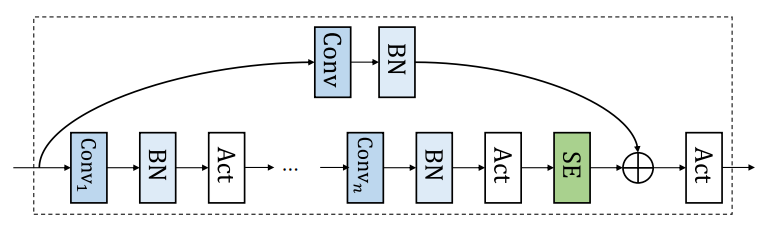 Conv
BN
Conv₁
BN
Act
...
Convₙ
BN
Act
SE
Act